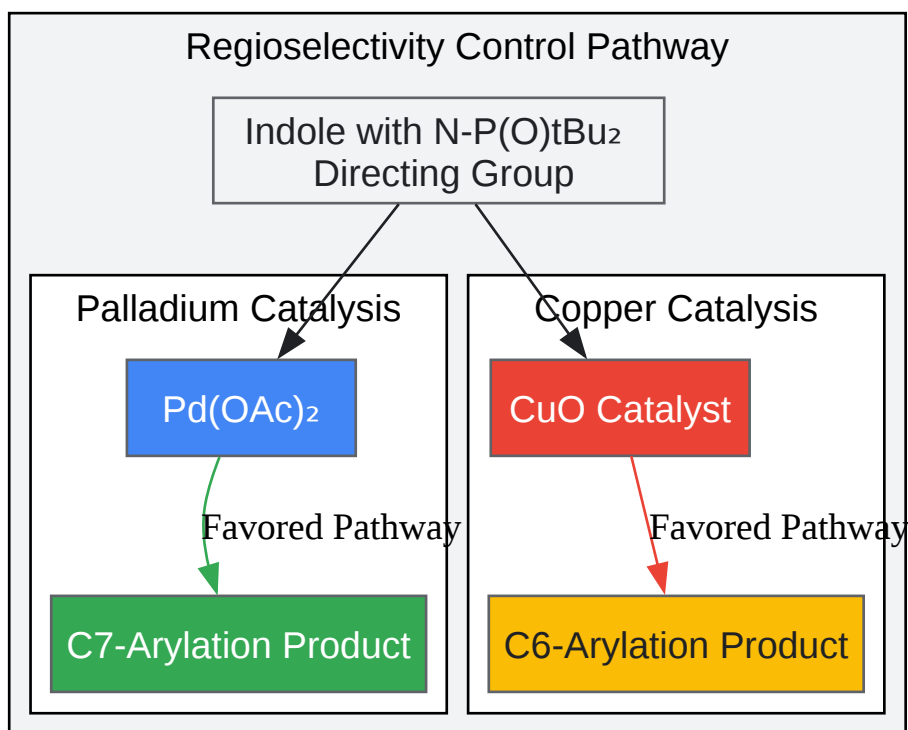 Regioselectivity Control Pathway
Indole with N-P(O)tBu₂
Directing Group
Palladium Catalysis
Copper Catalysis
Pd(OAc)₂
CuO Catalyst
Favored Pathway
Favored Pathway
C7-Arylation Product
C6-Arylation Product